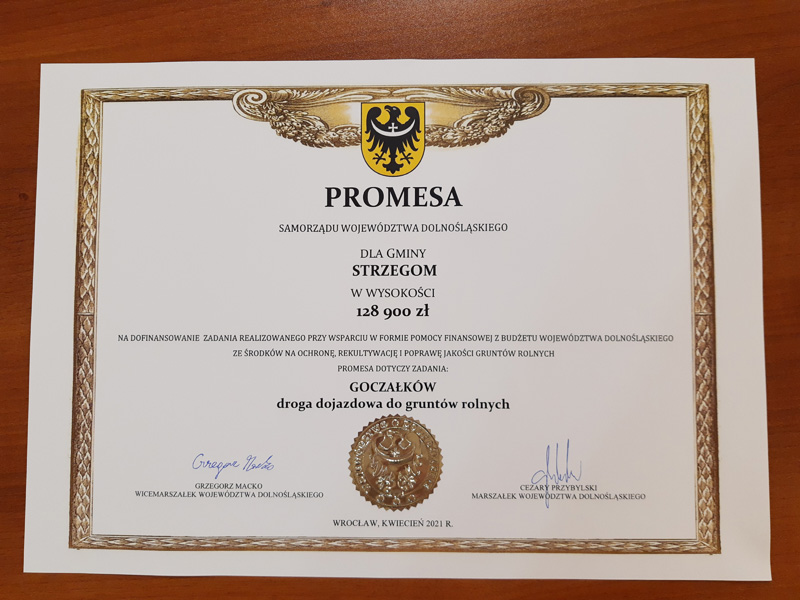 PROMESA
SAMORZĄDU WOJEWÓDZTWA DOLNOŚLĄSKIEGO
DLA GMINY
STRZEGOM
W WYSOKOŚCI
128 900 zł
NA DOFINANSOWANIE ZADANIA REALIZOWANEGO PRZY WSPARCIU W FORMIE POMOCY FINANSOWEJ Z BUDŻETU WOJEWÓDZTWA DOLNOŚLĄSKIEGO
ZE ŚRODKÓW NA OCHRONĘ, REKULTYWACJĘ I POPRAWĘ JAKOŚCI GRUNTÓW ROLNYCH
PROMESA DOTYCZY ZADANIA:
GOCZAŁKÓW
droga dojazdowa do gruntów rolnych
Grzegorz Macko
GRZEGORZ MACKO
WICEMARSZAŁEK WOJEWÓDZTWA DOLNOŚLĄSKIEGO
CEZARY PRZYBYLSKI
MARSZAŁEK WOJEWÓDZTWA DOLNOŚLĄSKIEGO
WROCŁAW, KWIECIEŃ 2021 R.